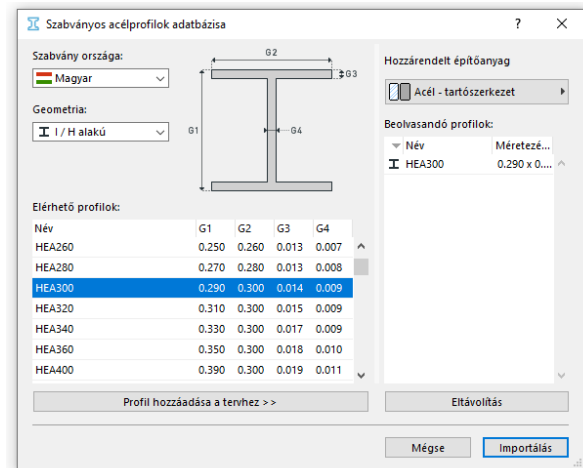 Szabványos acélprofilok adatbázisa
?
Szabvány országa:
Magyar
Geometria:
I / H alakú
G2
G3
G1
G4
Elérhető profilok:
Név G1 G2 G3 G4
HEA260 0.250 0.260 0.013 0.007
HEA280 0.270 0.280 0.013 0.008
HEA300 0.290 0.300 0.014 0.009
HEA320 0.310 0.300 0.015 0.009
HEA340 0.330 0.300 0.017 0.009
HEA360 0.350 0.300 0.018 0.010
HEA400 0.390 0.300 0.019 0.011
Profil hozzáadása a tervhez >>
Hozzárendelt építőanyag
Acél - tartószerkezet
Beolvasandó profilok:
Név Méretezé...
HEA300 0.290 x 0....
Eltávolítás
Mégse
Importálás